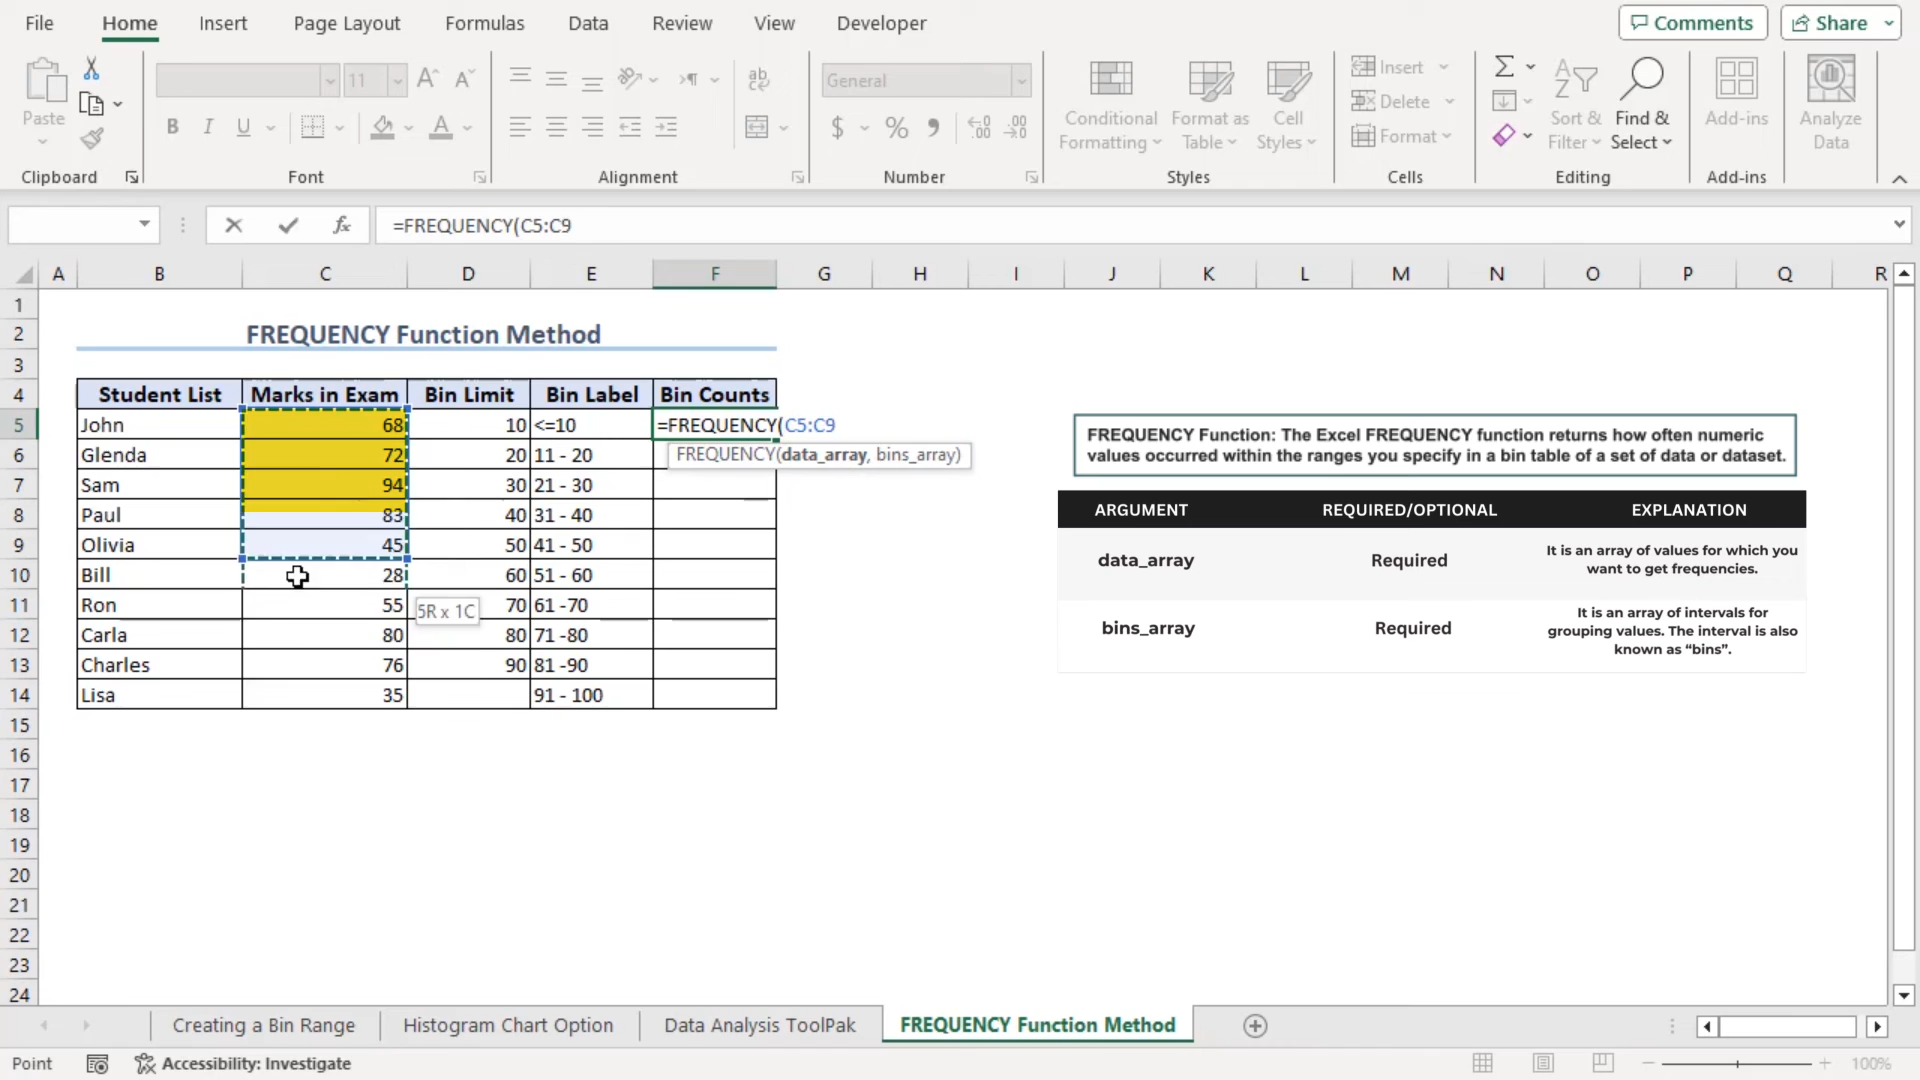 File Home Insert Page Layout Formulas Data Review View Developer Comments Share
11 General
Paste
B I U A $ %
Conditional Formatting
Format as Table
Cell Styles
Insert
Delete
Format
Sort & Filter
Find & Select
Add-ins
Analyze Data
Clipboard Font Alignment Number Styles Cells Editing Add-ins
fx =FREQUENCY(C5:C9
A B C D E F G H I J K L M N O P Q R
1
2 FREQUENCY Function Method
3
4 Student List Marks in Exam Bin Limit Bin Label Bin Counts
5 John 68 10 <=10 =FREQUENCY(C5:C9
6 Glenda 72 20 11 - 20 FREQUENCY(data_array, bins_array)
7 Sam 94 30 21 - 30
8 Paul 83 40 31 - 40
9 Olivia 45 50 41 - 50
10 Bill 28 60 51 - 60
11 Ron 55 5R x 1C 70 61 -70
12 Carla 80 80 71 -80
13 Charles 76 90 81 -90
14 Lisa 35 91 - 100
15
16
17
18
19
20
21
22
23
24
FREQUENCY Function: The Excel FREQUENCY function returns how often numeric
values occurred within the ranges you specify in a bin table of a set of data or dataset.
ARGUMENT REQUIRED/OPTIONAL EXPLANATION
data_array Required It is an array of values for which you
want to get frequencies.
bins_array Required It is an array of intervals for
grouping values. The interval is also
known as “bins”.
Creating a Bin Range Histogram Chart Option Data Analysis ToolPak FREQUENCY Function Method
Point Accessibility: Investigate 100%